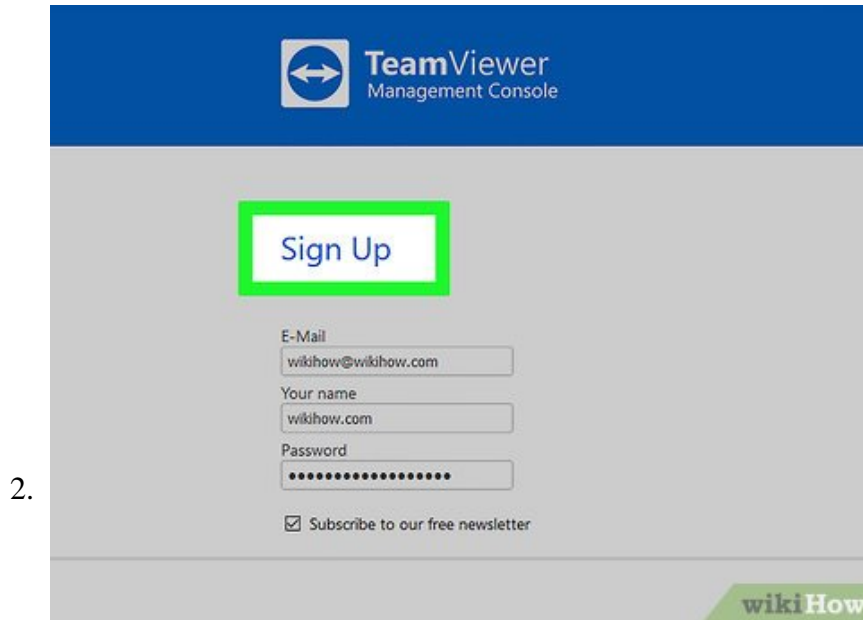 TeamViewer
Management Console
Sign Up
E-Mail
wikihow@wikihow.com
Your name
wikihow.com
Password
••••••••••••••••••
Subscribe to our free newsletter
2.
wikiHow